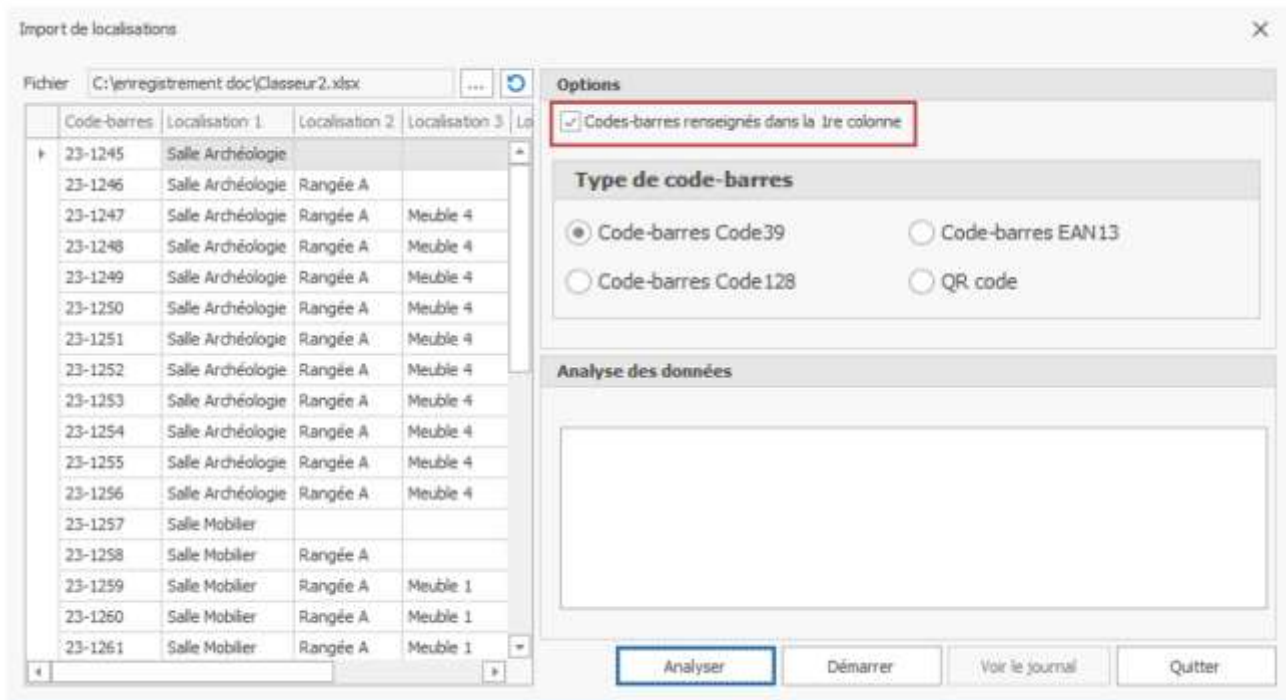 Import de localisations
Fichier C:\enregistrement doc\Classeur2.xlsx ...
Code-barres Localisation 1 Localisation 2 Localisation 3 Lo
23-1245 Salle Archéologie
23-1246 Salle Archéologie Rangée A
23-1247 Salle Archéologie Rangée A Meuble 4
23-1248 Salle Archéologie Rangée A Meuble 4
23-1249 Salle Archéologie Rangée A Meuble 4
23-1250 Salle Archéologie Rangée A Meuble 4
23-1251 Salle Archéologie Rangée A Meuble 4
23-1252 Salle Archéologie Rangée A Meuble 4
23-1253 Salle Archéologie Rangée A Meuble 4
23-1254 Salle Archéologie Rangée A Meuble 4
23-1255 Salle Archéologie Rangée A Meuble 4
23-1256 Salle Archéologie Rangée A Meuble 4
23-1257 Salle Mobilier
23-1258 Salle Mobilier Rangée A
23-1259 Salle Mobilier Rangée A Meuble 1
23-1260 Salle Mobilier Rangée A Meuble 1
23-1261 Salle Mobilier Rangée A Meuble 1
Options
Codes-barres renseignés dans la 1re colonne
Type de code-barres
Code-barres Code39 Code-barres EAN13
Code-barres Code128 QR code
Analyse des données
Analyser Démarrer Voir le journal Quitter